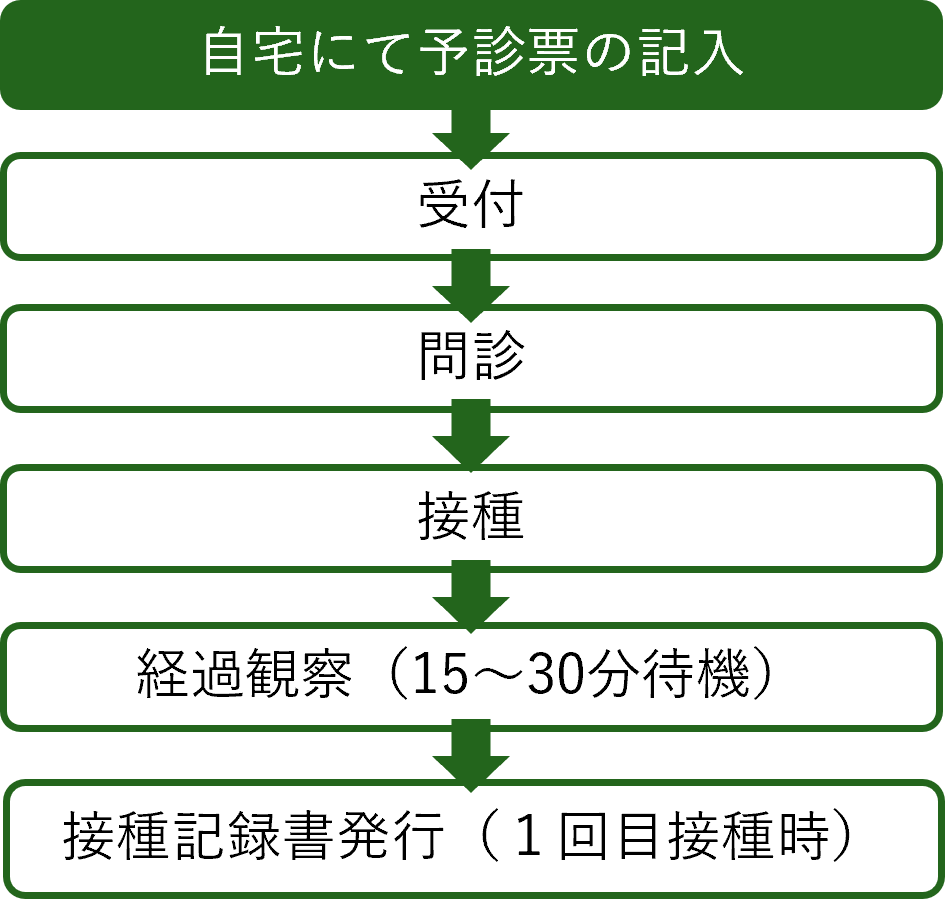 自宅にて予診票の記入
受付
問診
接種
経過観察（15～30分待機）
接種記録書発行（１回目接種時）